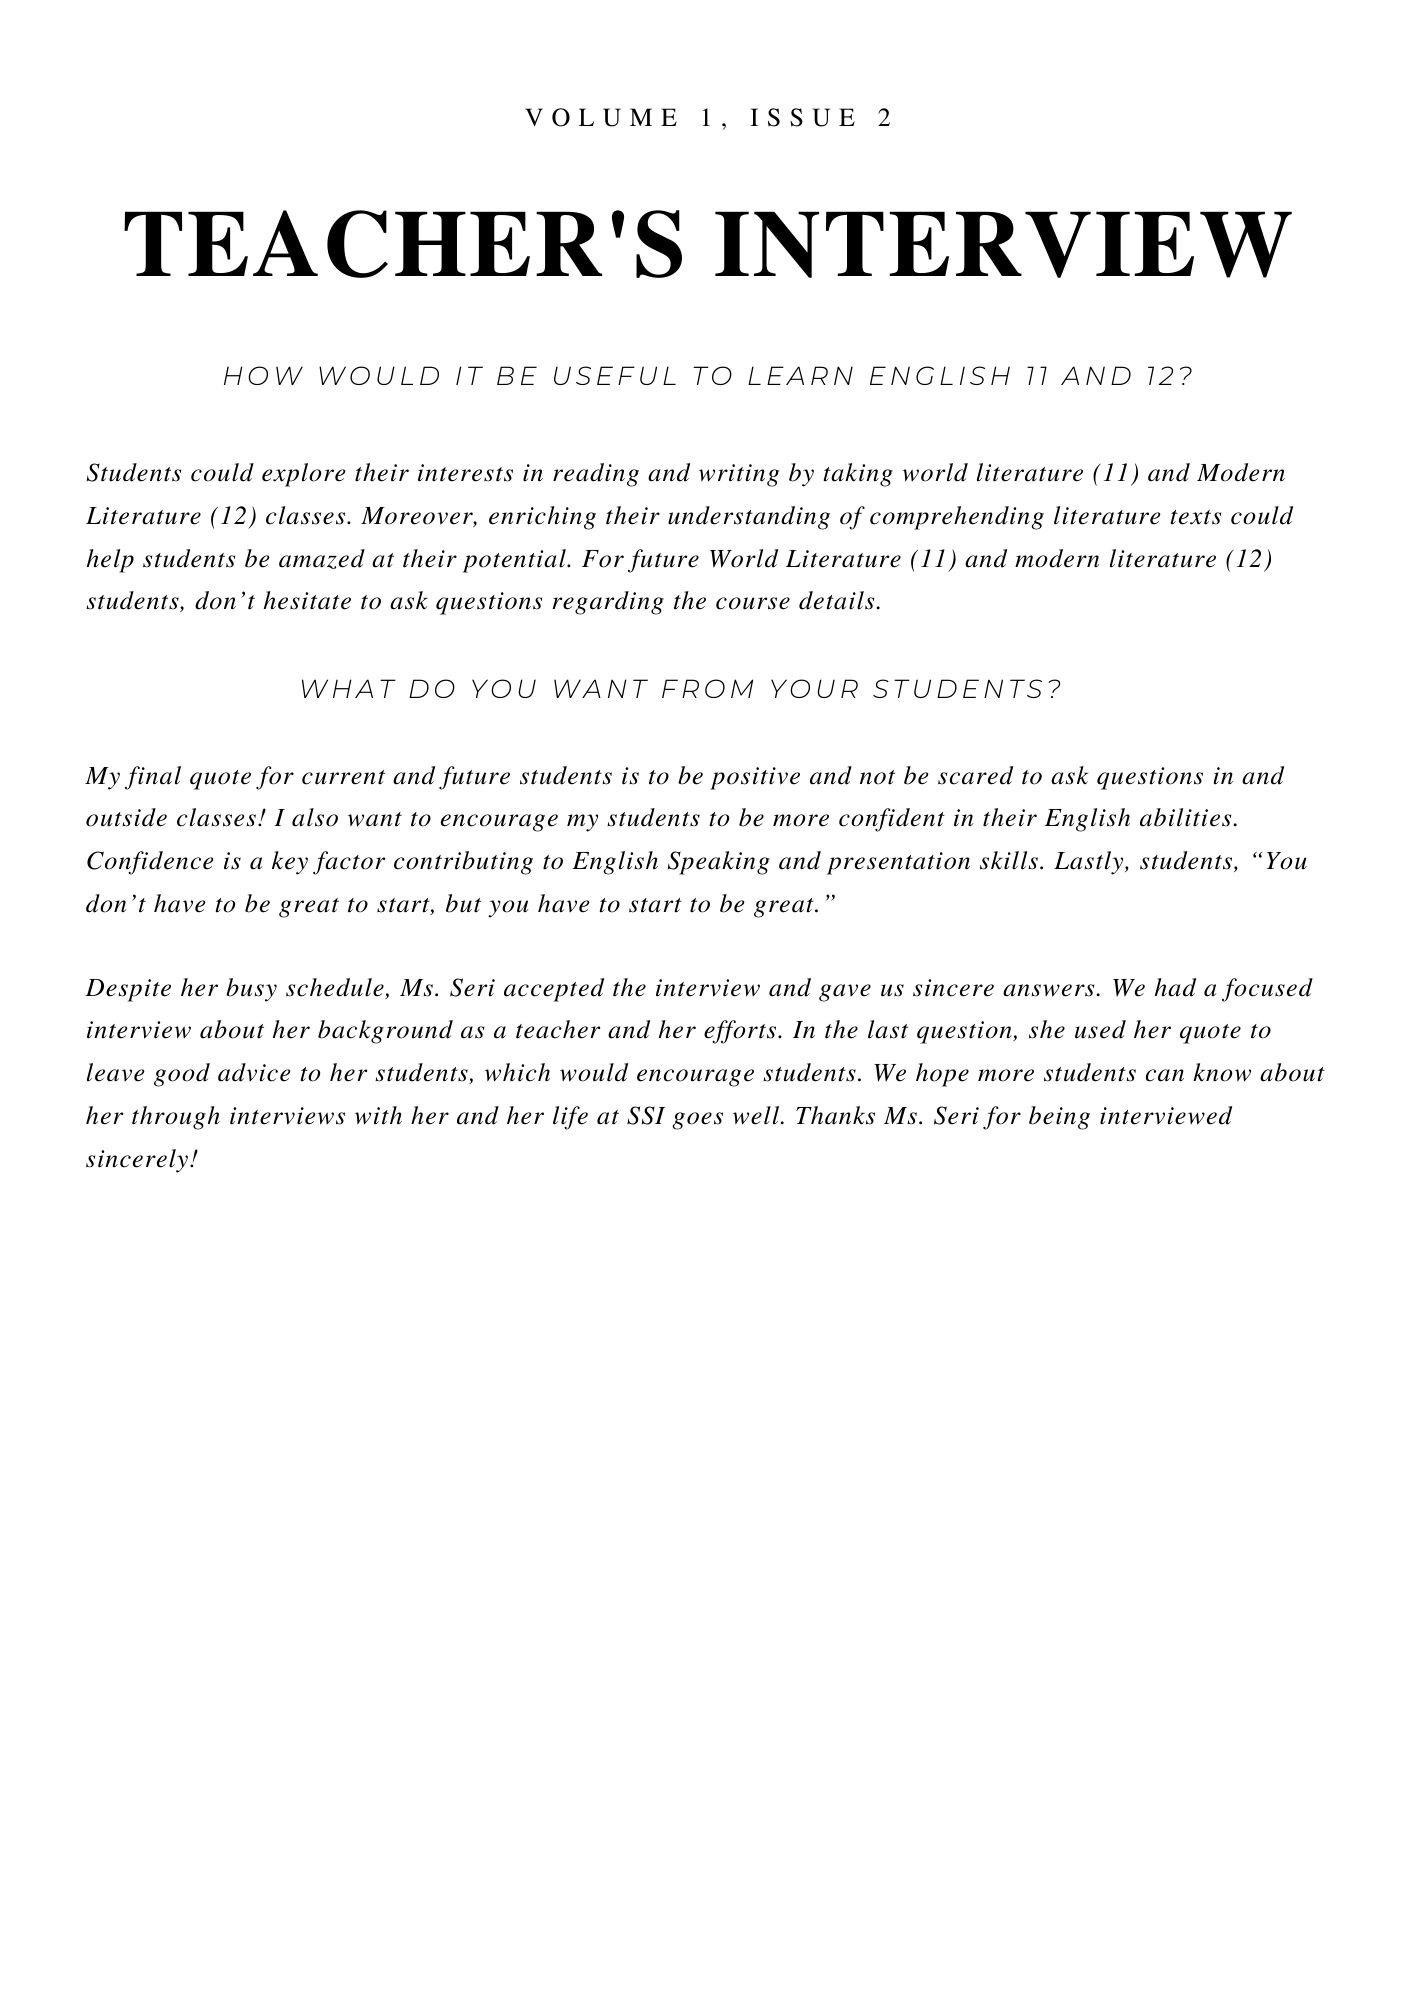 VOLUME 1, ISSUE 2
TEACHER'S INTERVIEW
HOW WOULD IT BE USEFUL TO LEARN ENGLISH 11 AND 12?
Students could explore their interests in reading and writing by taking world literature (11) and Modern
Literature (12) classes. Moreover, enriching their understanding of comprehending literature texts could
help students be amazed at their potential. For future World Literature (11) and modern literature (12)
students, don’t hesitate to ask questions regarding the course details.
WHAT DO YOU WANT FROM YOUR STUDENTS?
My final quote for current and future students is to be positive and not be scared to ask questions in and
outside classes! I also want to encourage my students to be more confident in their English abilities.
Confidence is a key factor contributing to English Speaking and presentation skills. Lastly, students, “You
don’t have to be great to start, but you have to start to be great.”
Despite her busy schedule, Ms. Seri accepted the interview and gave us sincere answers. We had a focused
interview about her background as a teacher and her efforts. In the last question, she used her quote to
leave good advice to her students, which would encourage students. We hope more students can know about
her through interviews with her and her life at SSI goes well. Thanks Ms. Seri for being interviewed
sincerely!